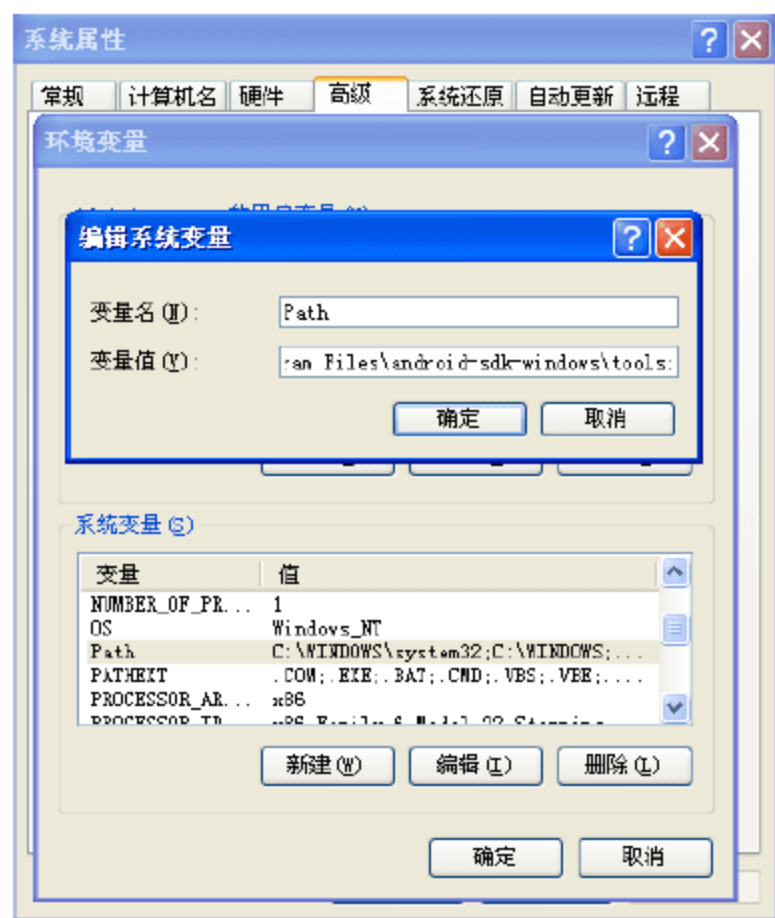 系统属性
常规 计算机名 硬件 高级 系统还原 自动更新 远程
环境变量
编辑系统变量
变量名(N): Path
变量值(V): ram Files\android-sdk-windows\tools;
确定 取消
系统变量(S)
变量 值
NUMBER_OF_PR... 1
OS Windows_NT
Path C:\WINDOWS\system32;C:\WINDOWS;...
PATHEXT .COM;.EXE;.BAT;.CMD;.VBS;.VBE;....
PROCESSOR_AR... x86
新建(W) 编辑(I) 删除(L)
确定 取消